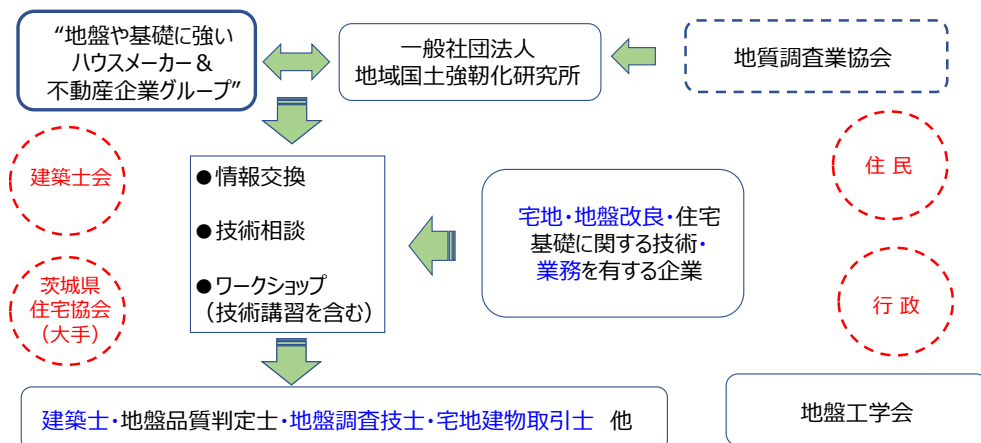 “地盤や基礎に強い
ハウスメーカー＆
不動産企業グループ”
一般社団法人
地域国土強靭化研究所
地質調査業協会
建築士会
●情報交換
●技術相談
●ワークショップ
（技術講習を含む）
宅地・地盤改良・住宅
基礎に関する技術・
業務を有する企業
住 民
茨城県
住宅協会
（大手）
行 政
建築士・地盤品質判定士・地盤調査技士・宅地建物取引士 他
地盤工学会